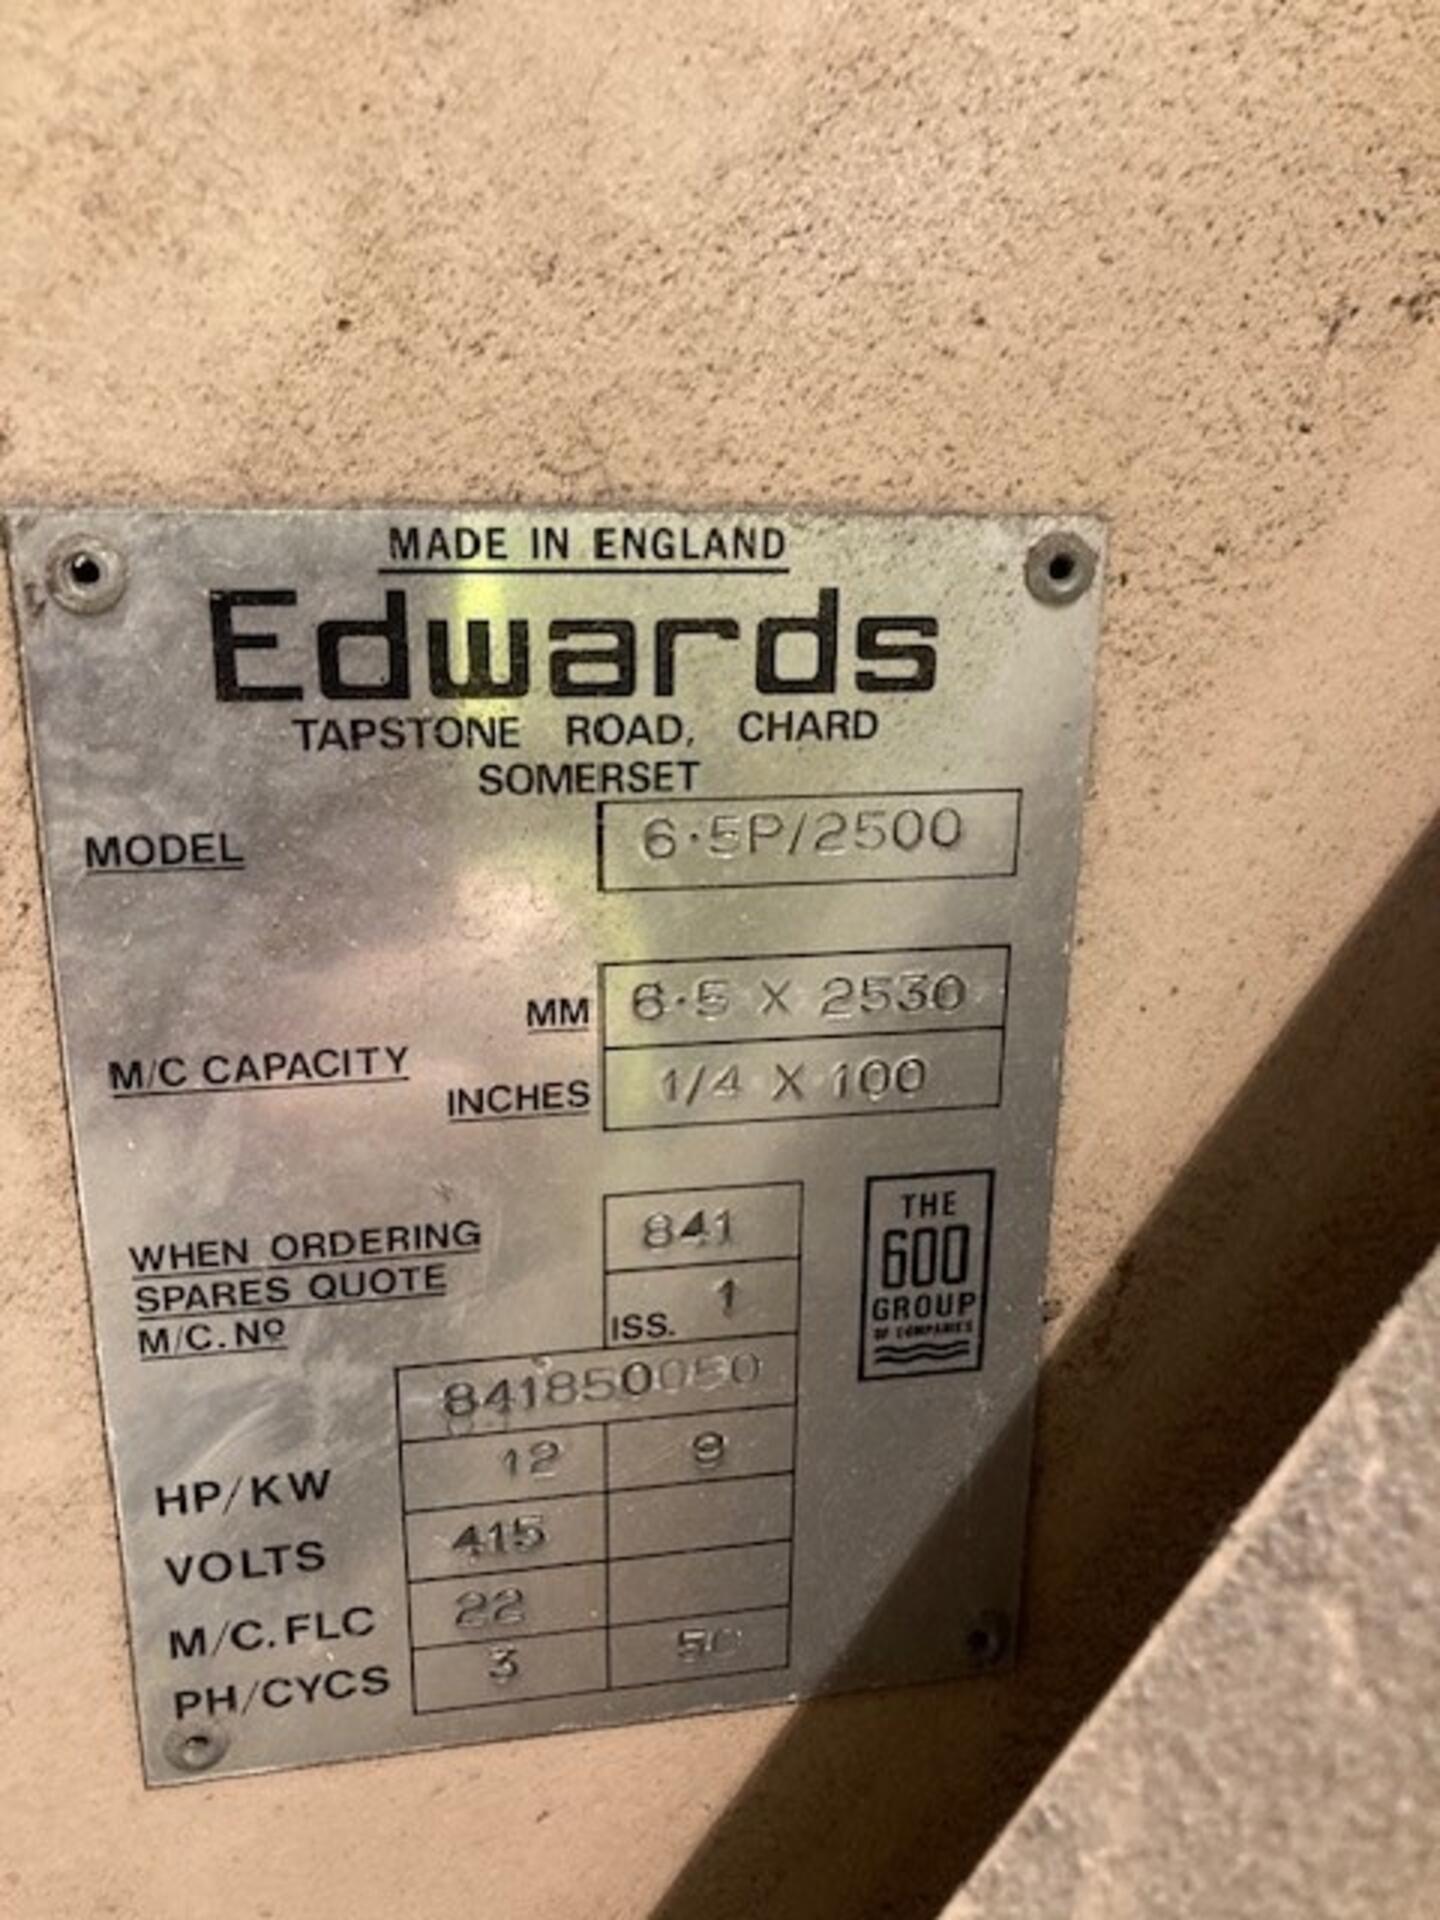 MADE IN ENGLAND
Edwards
TAPSTONE ROAD, CHARD
SOMERSET
MODEL 6·5P/2500
M/C CAPACITY
MM 6·5 X 2530
INCHES 1/4 X 100
WHEN ORDERING
SPARES QUOTE
M/C. Nº
841
ISS. 1
841850050
THE
600
GROUP
OF COMPANIES
HP/KW 12 9
VOLTS 415
M/C. FLC 22
PH/CYCS 3 50